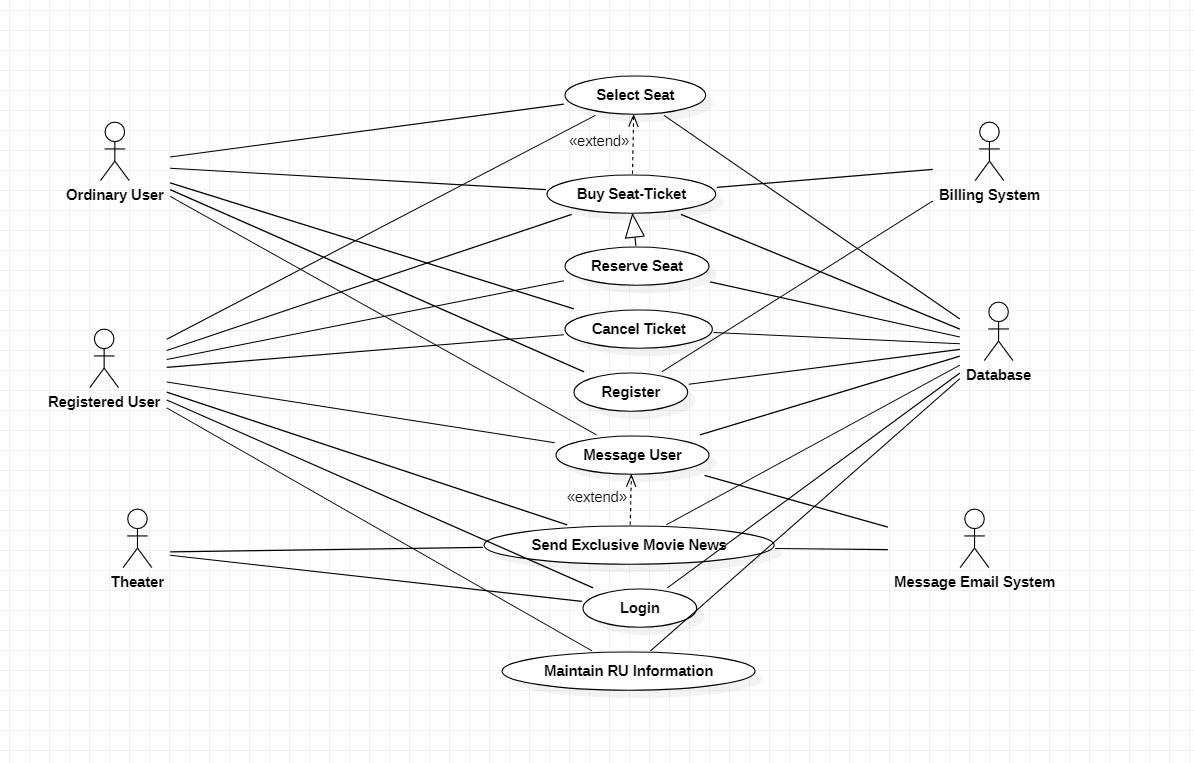 Select Seat
«extend»
Ordinary User
Buy Seat-Ticket
Billing System
Reserve Seat
Cancel Ticket
Database
Registered User
Register
Message User
«extend»
Send Exclusive Movie News
Theater
Message Email System
Login
Maintain RU Information